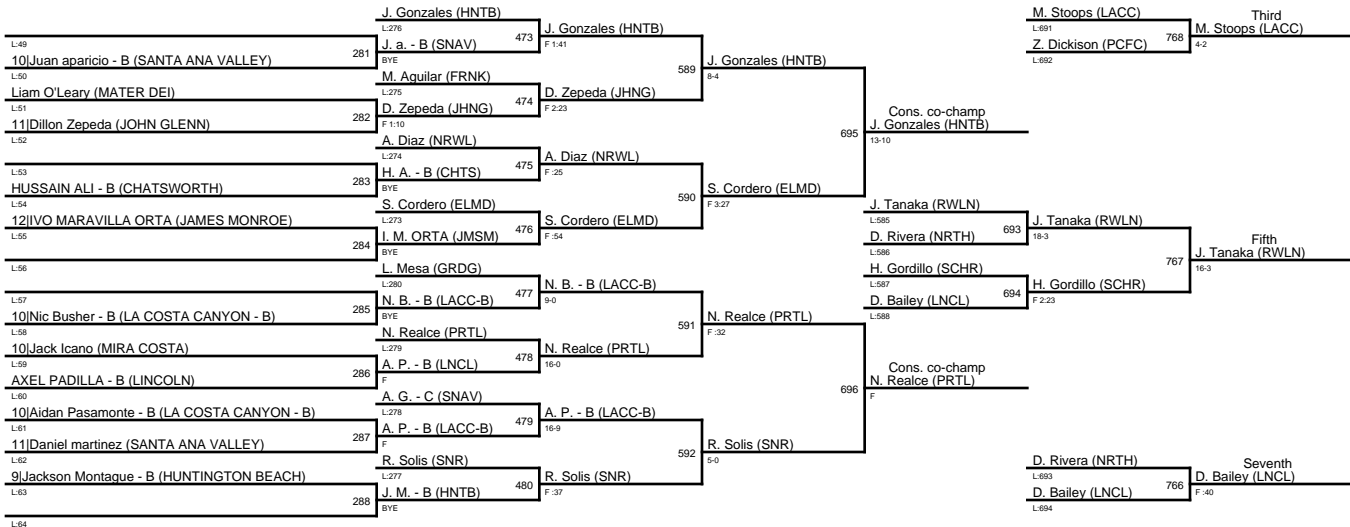 J. Gonzales (HNTB)
L:276
L:49
281
J. a. - B (SNAV)
BYE
473
J. Gonzales (HNTB)
F 1:41
10|Juan aparicio - B (SANTA ANA VALLEY)
L:50
M. Aguilar (FRNK)
L:275
589
J. Gonzales (HNTB)
8-4
Liam O'Leary (MATER DEI)
L:51
282
D. Zepeda (JHNG)
F 1:10
474
D. Zepeda (JHNG)
F 2:23
11|Dillon Zepeda (JOHN GLENN)
L:52
A. Diaz (NRWL)
L:274
695
Cons. co-champ
J. Gonzales (HNTB)
13-10
L:53
283
H. A. - B (CHTS)
BYE
475
A. Diaz (NRWL)
F :25
HUSSAIN ALI - B (CHATSWORTH)
L:54
S. Cordero (ELMD)
L:273
590
S. Cordero (ELMD)
F 3:27
12|IVO MARAVILLA ORTA (JAMES MONROE)
L:55
284
I. M. ORTA (JMSM)
BYE
476
S. Cordero (ELMD)
F :54
L:56
L. Mesa (GRDG)
L:280
L:57
285
N. B. - B (LACC-B)
BYE
477
N. B. - B (LACC-B)
9-0
10|Nic Busher - B (LA COSTA CANYON - B)
L:58
N. Realce (PRTL)
L:279
591
N. Realce (PRTL)
F :32
10|Jack Icano (MIRA COSTA)
L:59
286
A. P. - B (LNCL)
F
478
N. Realce (PRTL)
16-0
AXEL PADILLA - B (LINCOLN)
L:60
A. G. - C (SNAV)
L:278
696
Cons. co-champ
N. Realce (PRTL)
F
10|Aidan Pasamonte - B (LA COSTA CANYON - B)
L:61
287
A. P. - B (LACC-B)
F
479
A. P. - B (LACC-B)
16-9
11|Daniel martinez (SANTA ANA VALLEY)
L:62
R. Solis (SNR)
L:277
592
R. Solis (SNR)
5-0
9|Jackson Montague - B (HUNTINGTON BEACH)
L:63
288
J. M. - B (HNTB)
BYE
480
R. Solis (SNR)
F :37
L:64
M. Stoops (LACC)
L:691
768
Third
M. Stoops (LACC)
4-2
Z. Dickison (PCFC)
L:692
J. Tanaka (RWLN)
L:585
693
J. Tanaka (RWLN)
18-3
D. Rivera (NRTH)
L:586
767
Fifth
J. Tanaka (RWLN)
16-3
H. Gordillo (SCHR)
L:587
694
H. Gordillo (SCHR)
F 2:23
D. Bailey (LNCL)
L:588
D. Rivera (NRTH)
L:693
766
Seventh
D. Bailey (LNCL)
F :40
D. Bailey (LNCL)
L:694